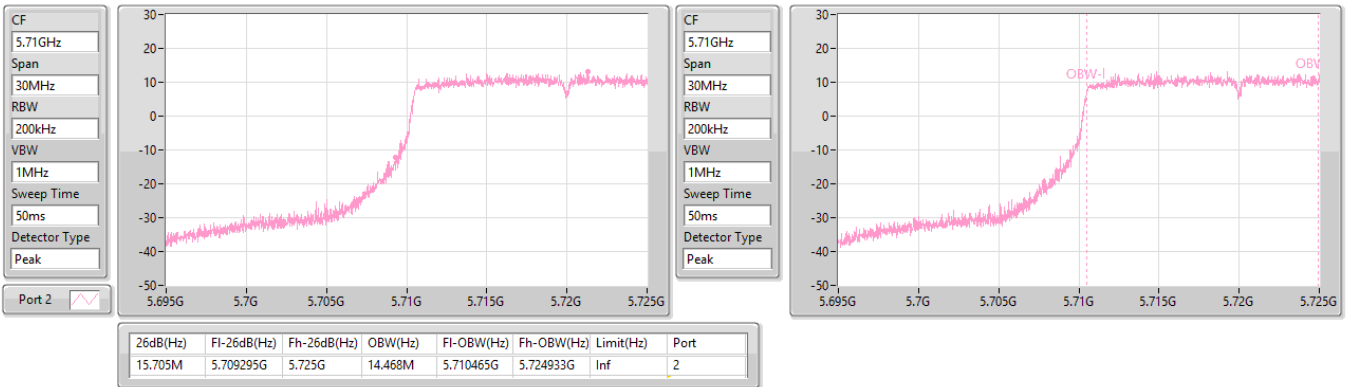 CF
5.71GHz
Span
30MHz
RBW
200kHz
VBW
1MHz
Sweep Time
50ms
Detector Type
Peak
Port 2
30
20
10
0
-10
-20
-30
-40
-50
5.695G 5.7G 5.705G 5.71G 5.715G 5.72G 5.725G
CF
5.71GHz
Span
30MHz
RBW
200kHz
VBW
1MHz
Sweep Time
50ms
Detector Type
Peak
30
20
10
0
-10
-20
-30
-40
-50
OBW-l
OBW
5.695G 5.7G 5.705G 5.71G 5.715G 5.72G 5.725G
26dB(Hz) Fl-26dB(Hz) Fh-26dB(Hz) OBW(Hz) Fl-OBW(Hz) Fh-OBW(Hz) Limit(Hz) Port
15.705M 5.709295G 5.725G 14.468M 5.710465G 5.724933G Inf 2